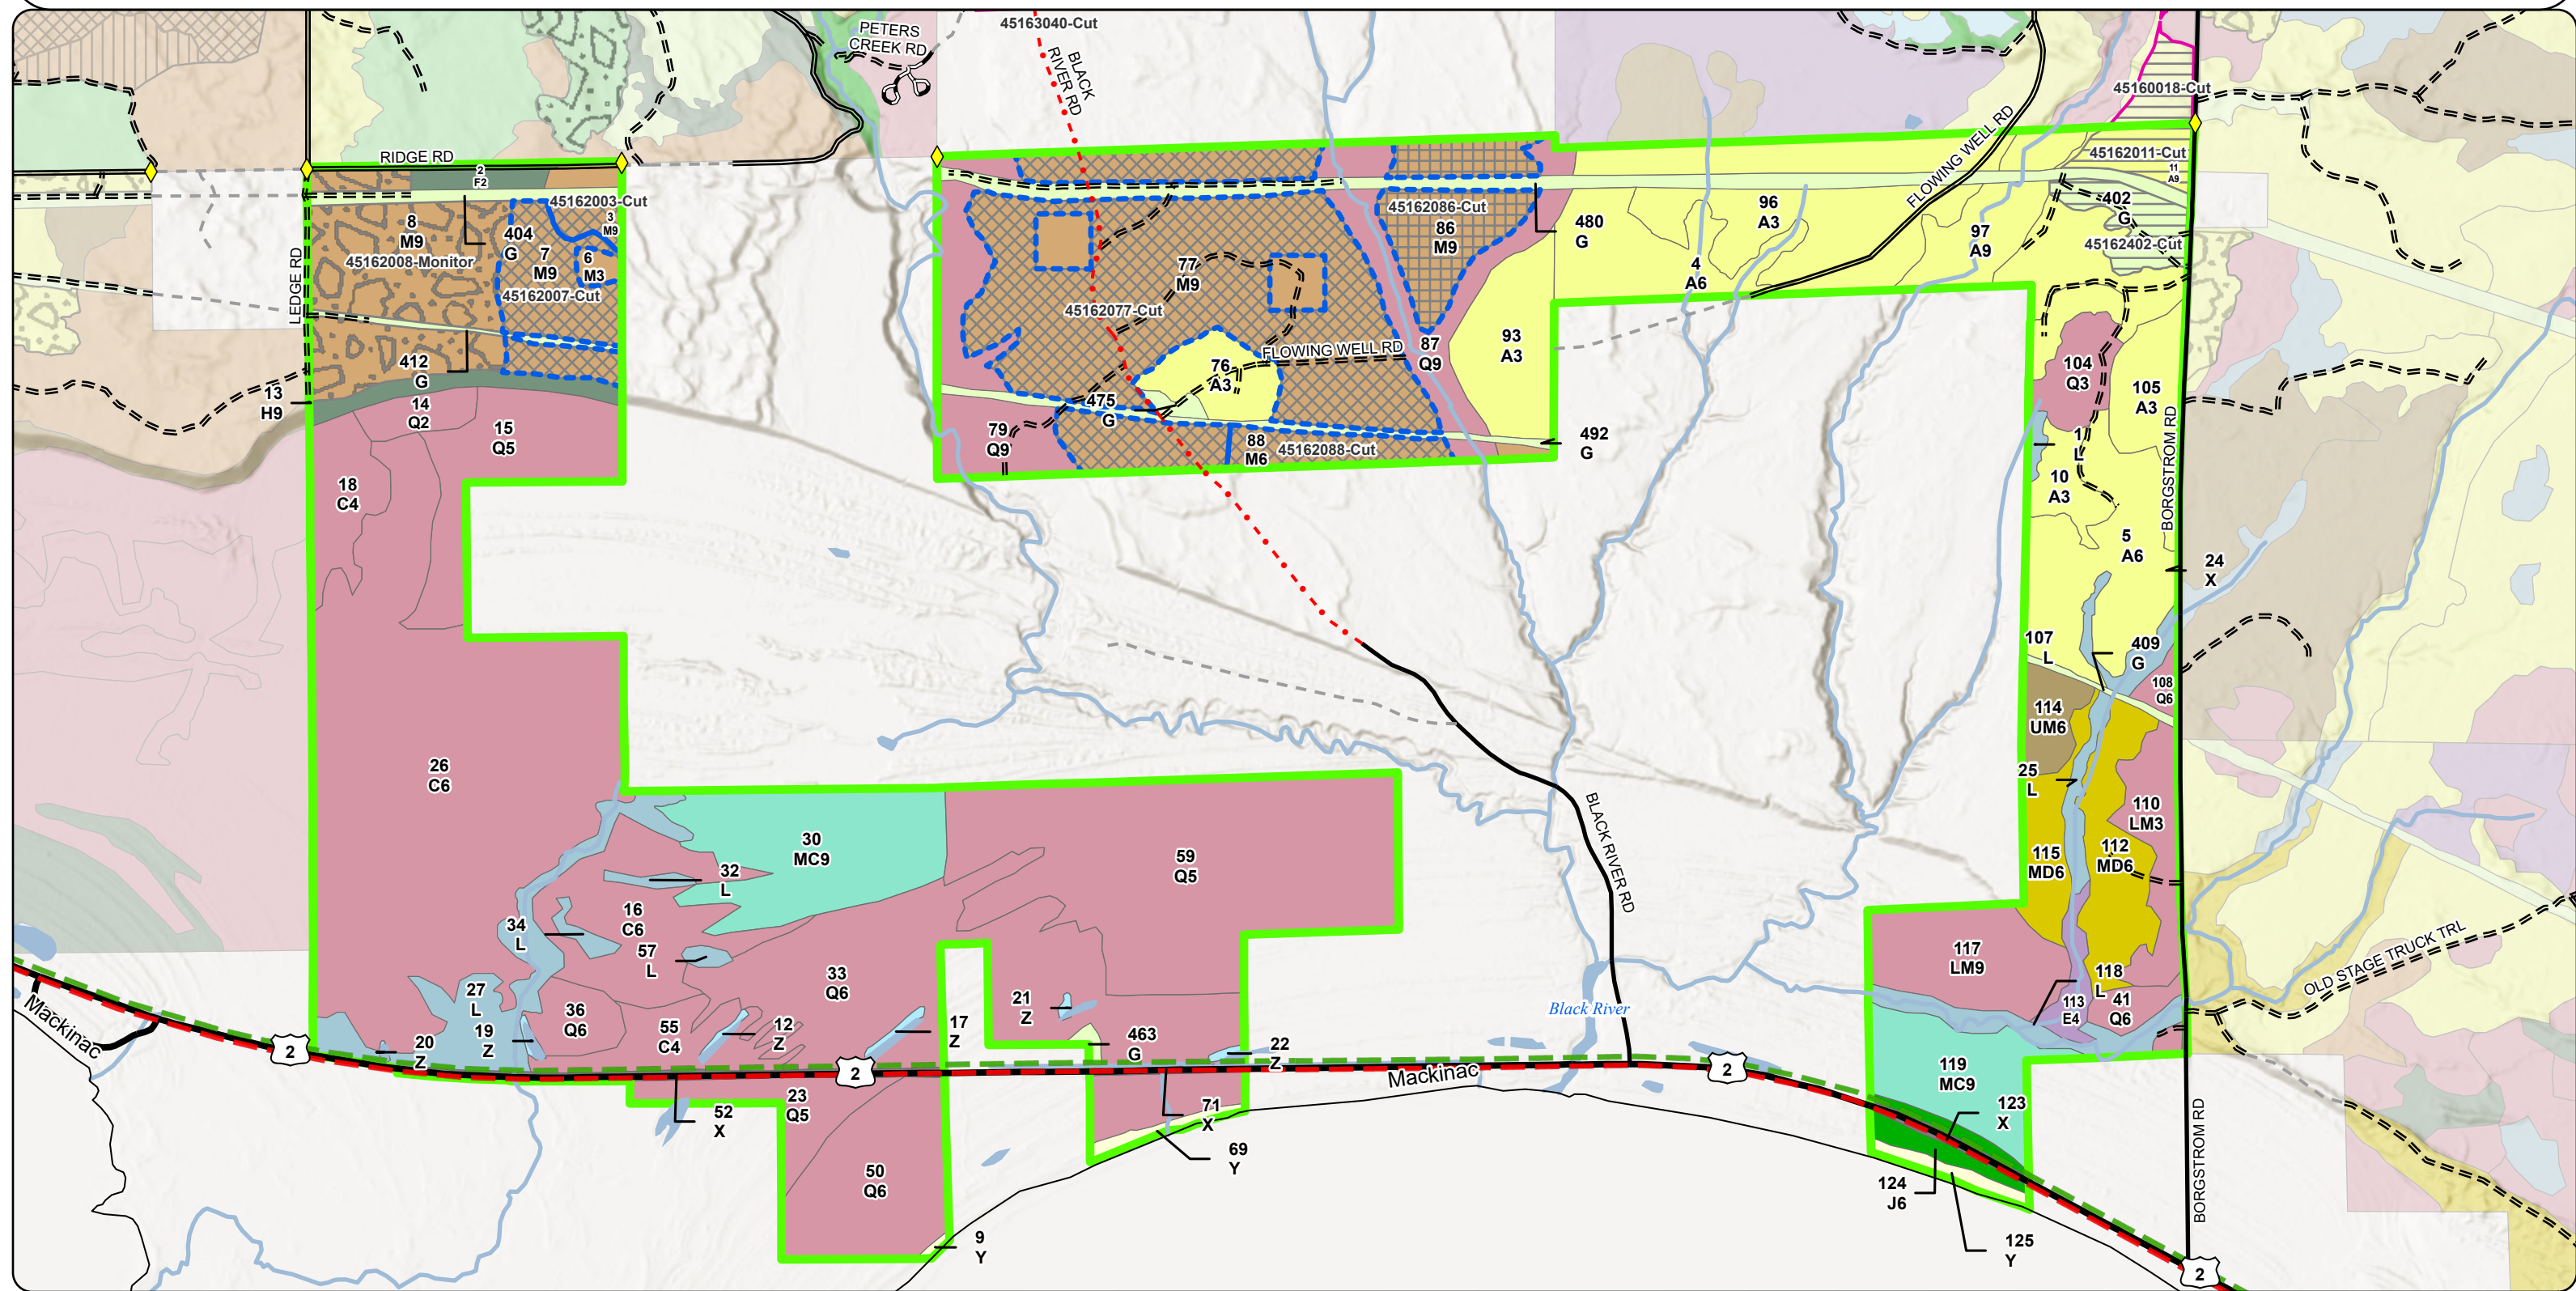 45163040-Cut
PETERS
CREEK RD
BLACK
RIVER RD
45160018-Cut
RIDGE RD
2
F2
FLOWING WELL RD
45162011-Cut
11
A9
45162003-Cut
3
M9
8
M9
404
G
7
M9
6
M3
45162008-Monitor
45162007-Cut
LEDGE RD
412
G
13
H9
14
Q2
15
Q5
18
C4
45162086-Cut
86
M9
77
M9
45162077-Cut
480
G
96
A3
97
A9
4
A6
402
G
45162402-Cut
FLOWING WELL RD
76
A3
87
Q9
93
A3
475
G
79
Q9
88
M6
45162088-Cut
492
G
104
Q3
105
A3
BORGSTROM RD
1
L
10
A3
5
A6
24
X
107
L
409
G
108
Q6
114
UM6
25
L
110
LM3
115
MD6
112
MD6
26
C6
30
MC9
59
Q5
32
L
16
C6
34
L
57
L
33
Q6
27
L
19
Z
20
Z
36
Q6
55
C4
12
Z
17
Z
21
Z
463
G
22
Z
BLACK RIVER RD
Black River
117
LM9
118
L
113
E4
41
Q6
OLD STAGE TRUCK TRL
Mackinac
2
2
Mackinac
2
52
X
23
Q5
71
X
69
Y
50
Q6
9
Y
119
MC9
123
X
124
J6
125
Y
BORGSTROM RD
2